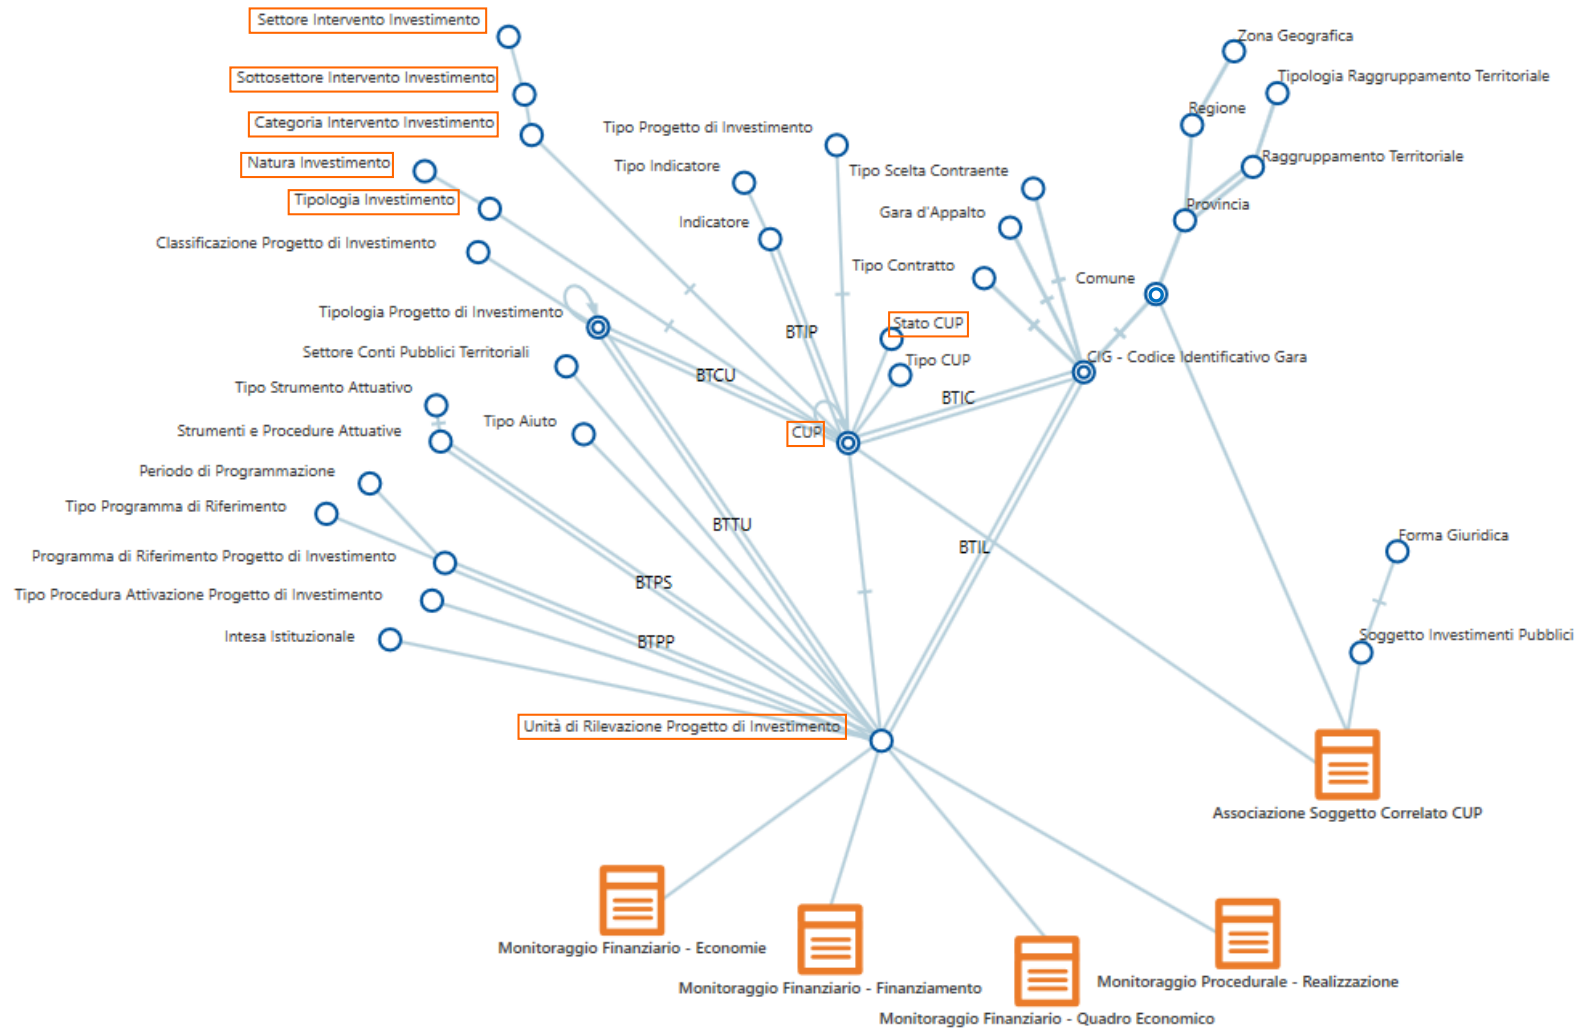 Settore Intervento Investimento
Zona Geografica
Sottosettore Intervento Investimento
Tipologia Raggruppamento Territoriale
Regione
Categoria Intervento Investimento
Tipo Progetto di Investimento
Natura Investimento
Tipo Indicatore
Tipo Scelta Contraente
Raggruppamento Territoriale
Tipologia Investimento
Indicatore
Gara d'Appalto
Provincia
Classificazione Progetto di Investimento
Tipo Contratto
Comune
Tipologia Progetto di Investimento
BTIP
Stato CUP
Settore Conti Pubblici Territoriali
Tipo CUP
CIG - Codice Identificativo Gara
BTCU
Tipo Strumento Attuativo
BTIC
Tipo Aiuto
Strumenti e Procedure Attuative
CUP
Periodo di Programmazione
Tipo Programma di Riferimento
BTTU
Programma di Riferimento Progetto di Investimento
BTIL
Forma Giuridica
BTPS
Tipo Procedura Attivazione Progetto di Investimento
Intesa Istituzionale
BTPP
Soggetto Investimenti Pubblici
Unità di Rilevazione Progetto di Investimento
Associazione Soggetto Correlato CUP
Monitoraggio Finanziario - Economie
Monitoraggio Finanziario - Finanziamento
Monitoraggio Procedurale - Realizzazione
Monitoraggio Finanziario - Quadro Economico